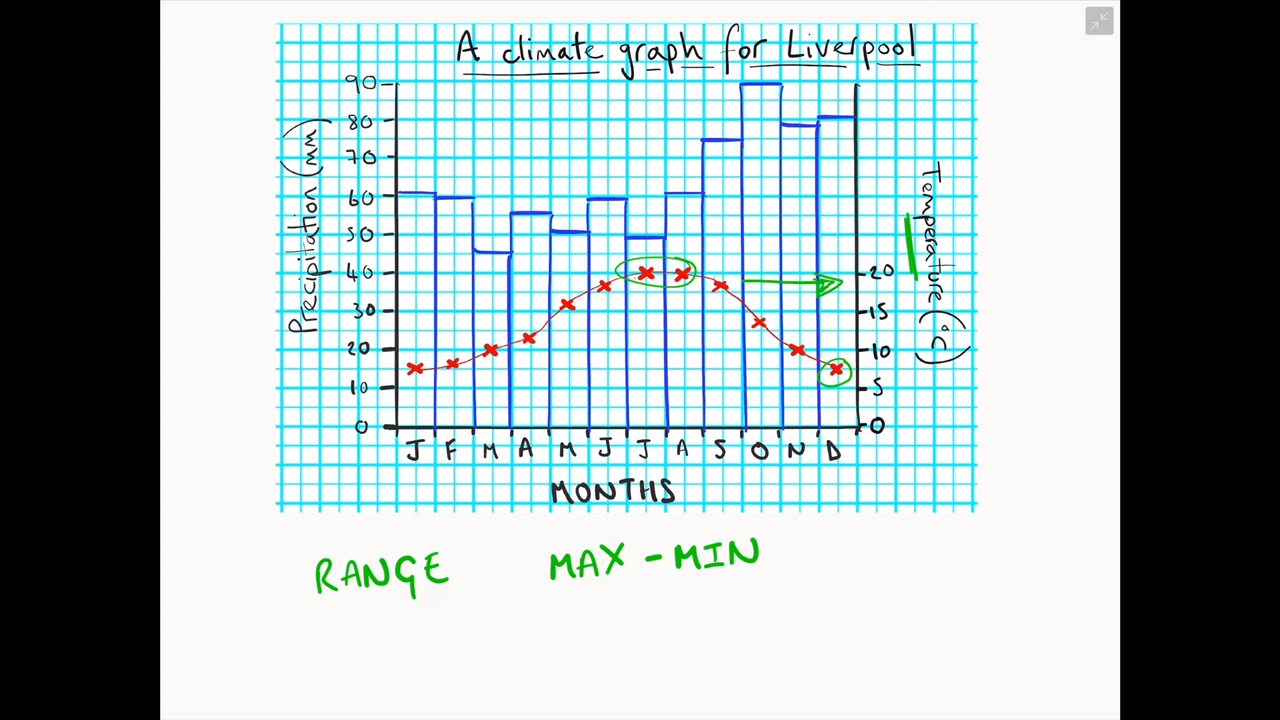 A climate graph for Liverpool
Precipitation (mm)
90
80
70
60
50
40
30
20
10
0
Temperature (°C)
20
15
10
5
0
J F M A M J J A S O N D
MONTHS
RANGE MAX - MIN